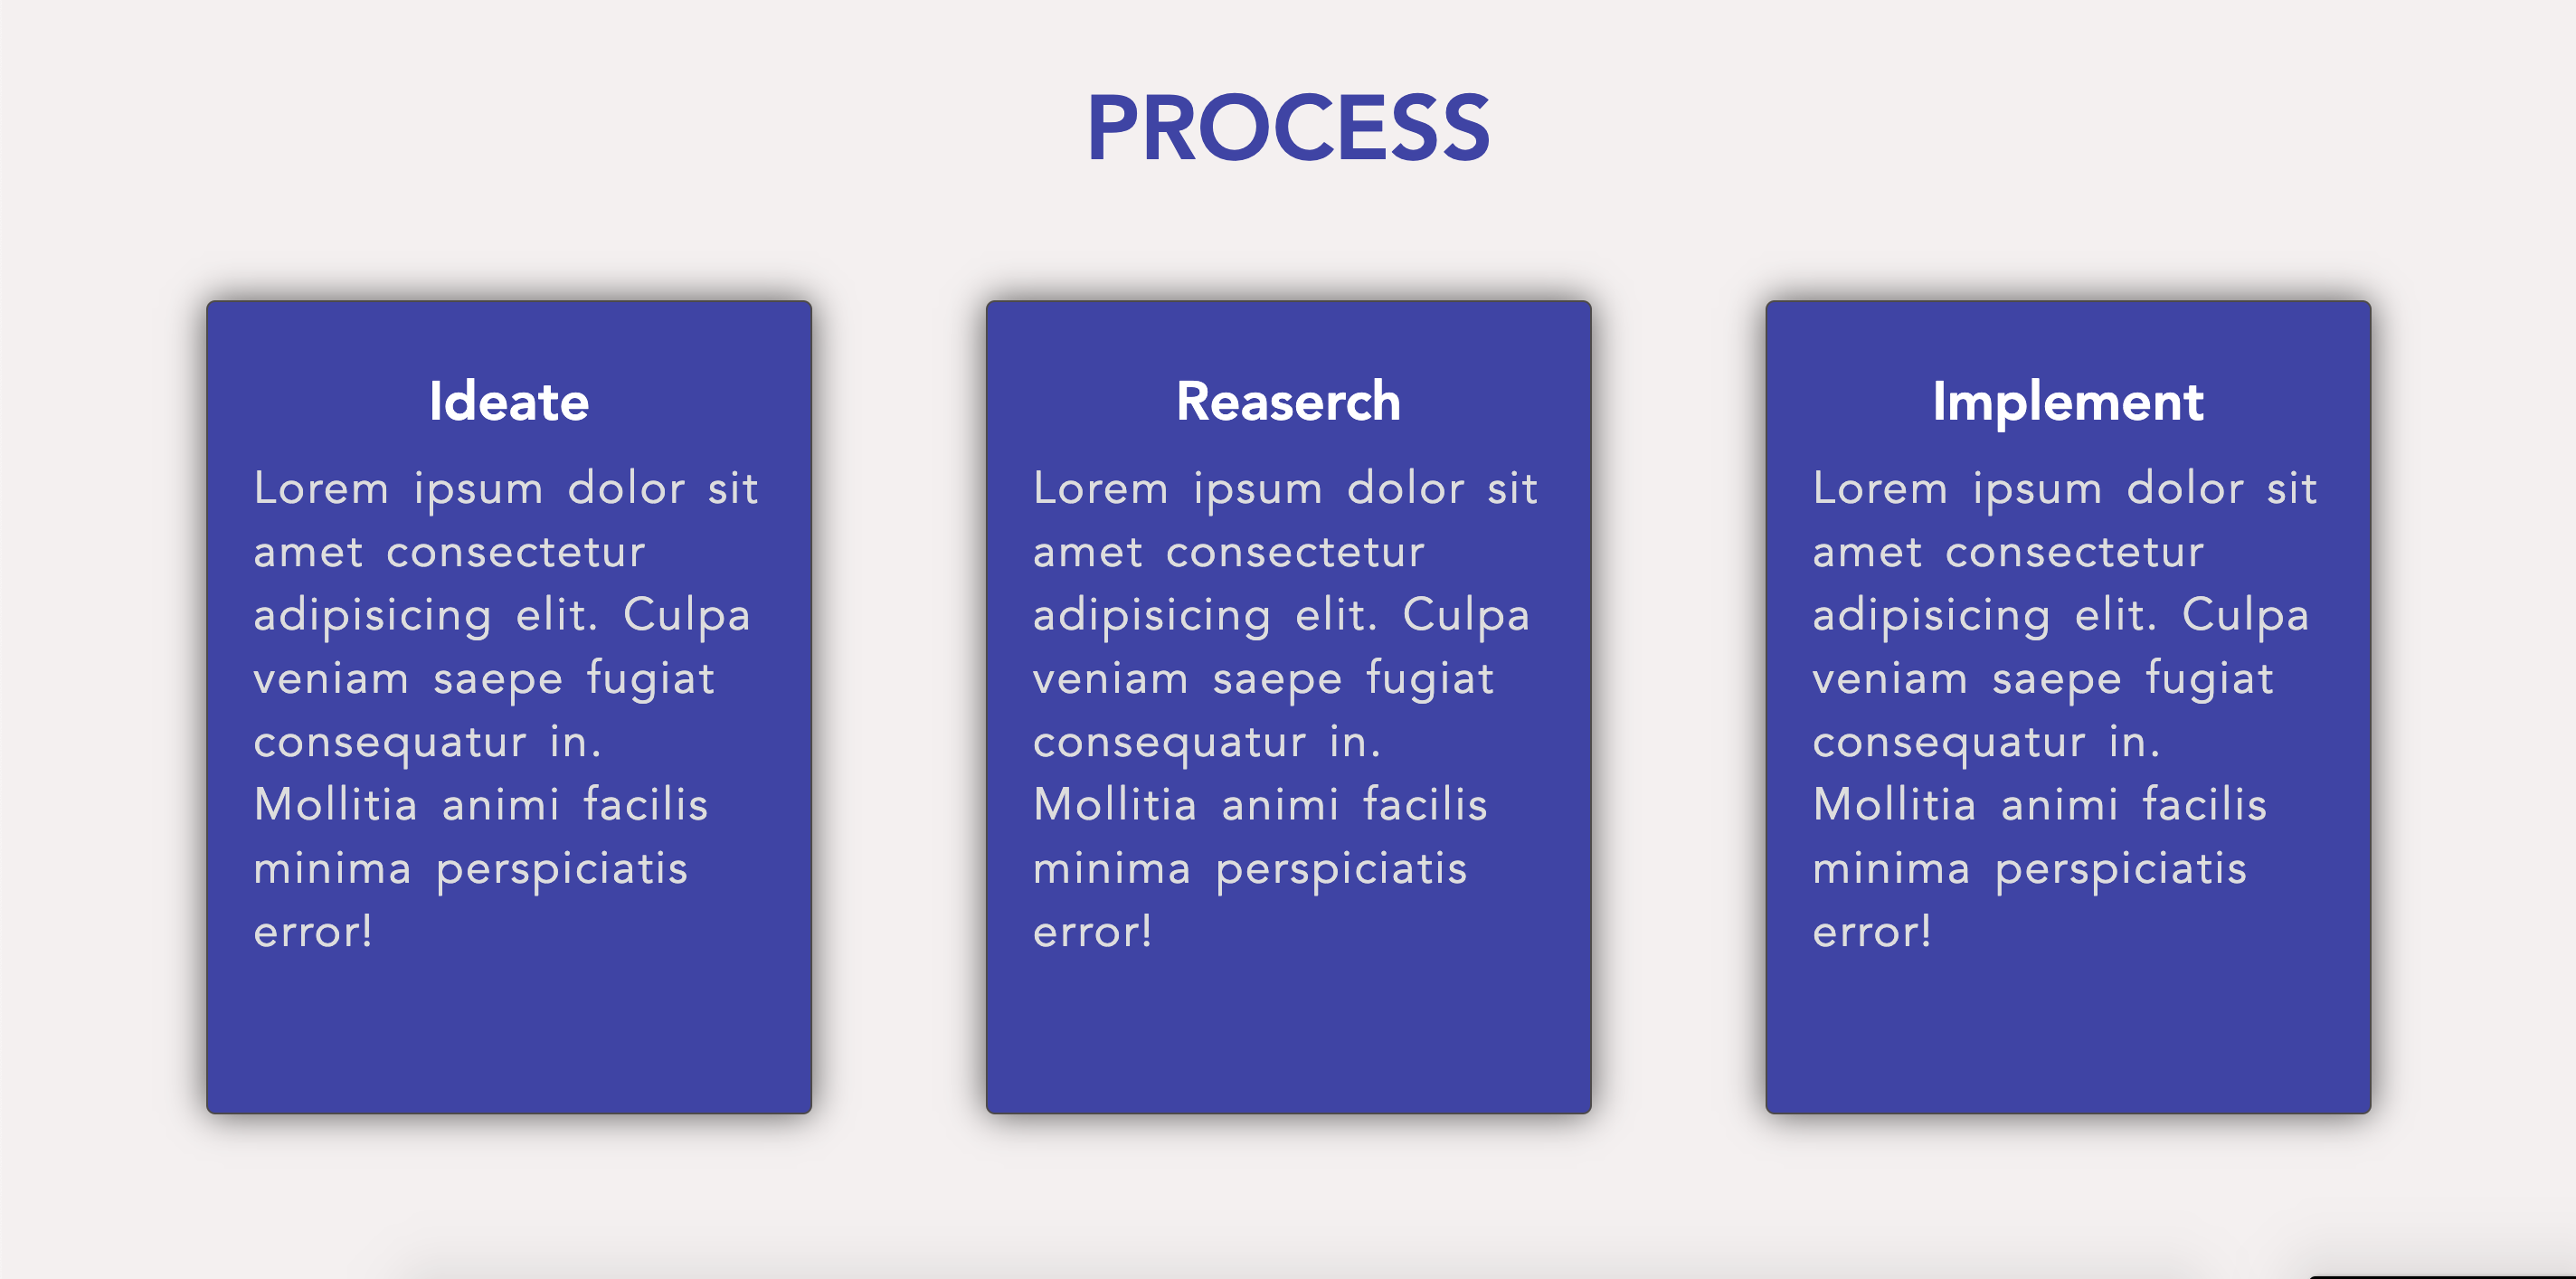 PROCESS
Ideate
Lorem ipsum dolor sit
amet consectetur
adipisicing elit. Culpa
veniam saepe fugiat
consequatur in.
Mollitia animi facilis
minima perspiciatis
error!
Reaserch
Lorem ipsum dolor sit
amet consectetur
adipisicing elit. Culpa
veniam saepe fugiat
consequatur in.
Mollitia animi facilis
minima perspiciatis
error!
Implement
Lorem ipsum dolor sit
amet consectetur
adipisicing elit. Culpa
veniam saepe fugiat
consequatur in.
Mollitia animi facilis
minima perspiciatis
error!